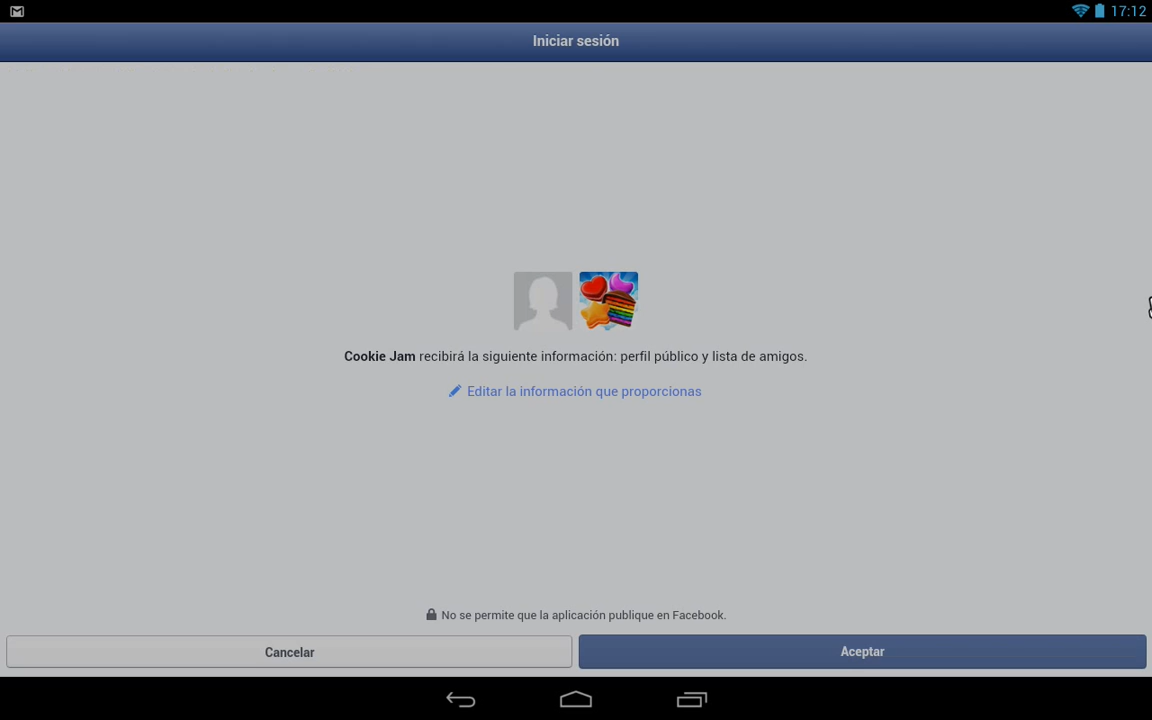 17:12
Iniciar sesión
Cookie Jam recibirá la siguiente información: perfil público y lista de amigos.
Editar la información que proporcionas
No se permite que la aplicación publique en Facebook.
Cancelar
Aceptar